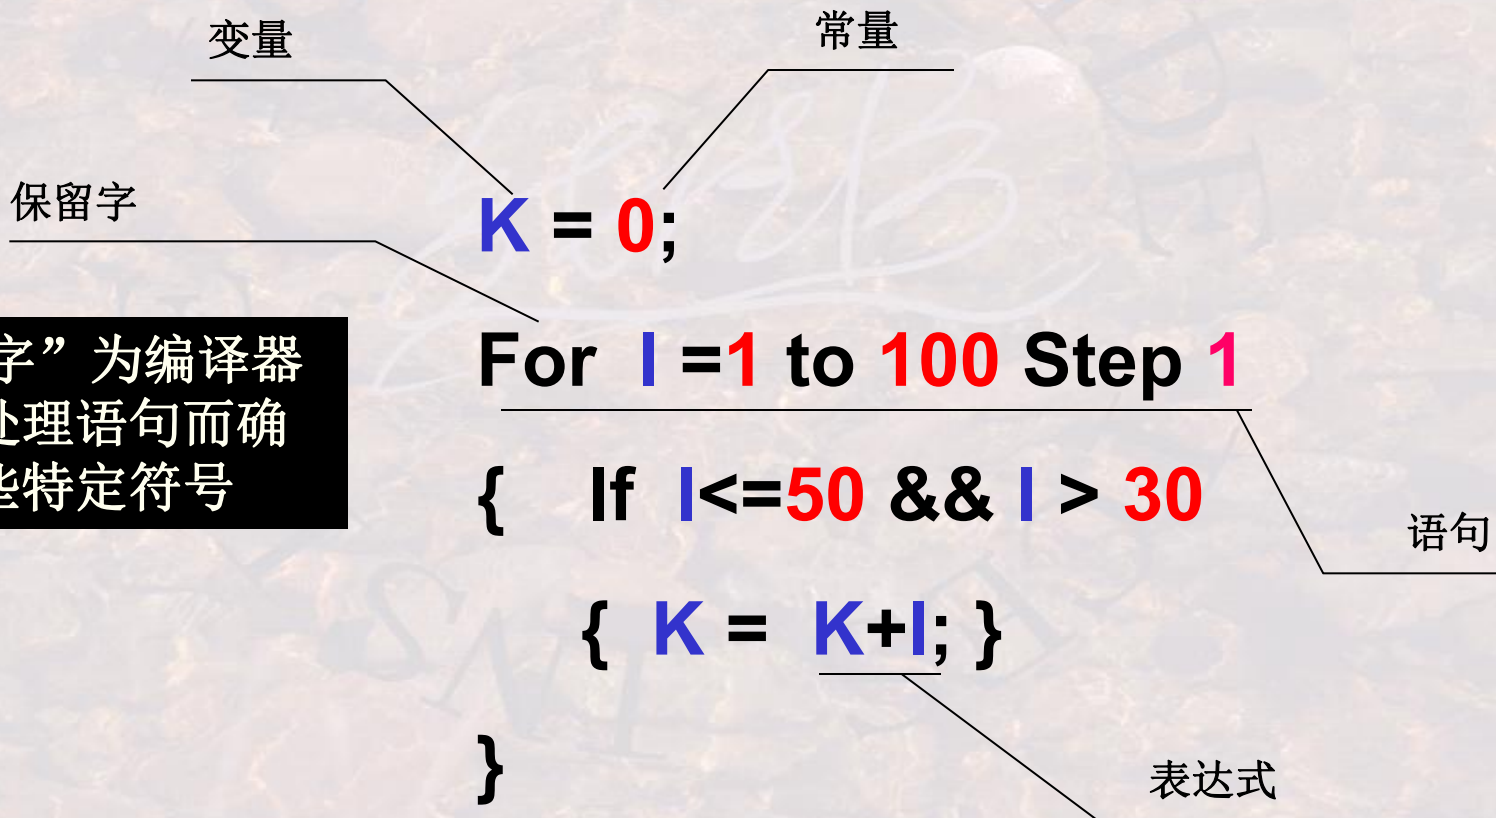 变量
常量
保留字
K = 0;
字”为编译器
处理语句而确
些特定符号
For I =1 to 100 Step 1
{ If I<=50 && I > 30
语句
{ K = K+I; }
表达式
}